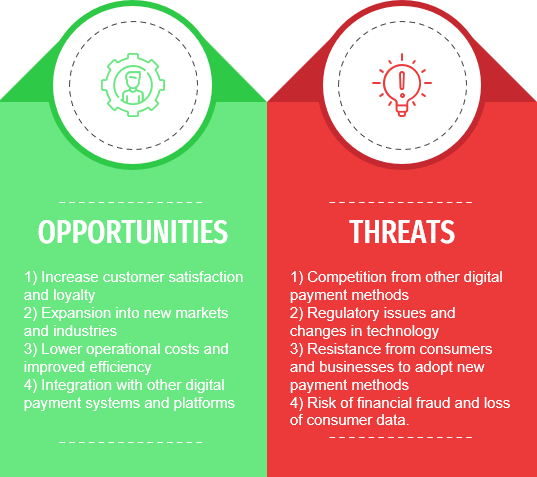 OPPORTUNITIES
1) Increase customer satisfaction
and loyalty
2) Expansion into new markets
and industries
3) Lower operational costs and
improved efficiency
4) Integration with other digital
payment systems and platforms
THREATS
1) Competition from other digital
payment methods
2) Regulatory issues and
changes in technology
3) Resistance from consumers
and businesses to adopt new
payment methods
4) Risk of financial fraud and loss
of consumer data.